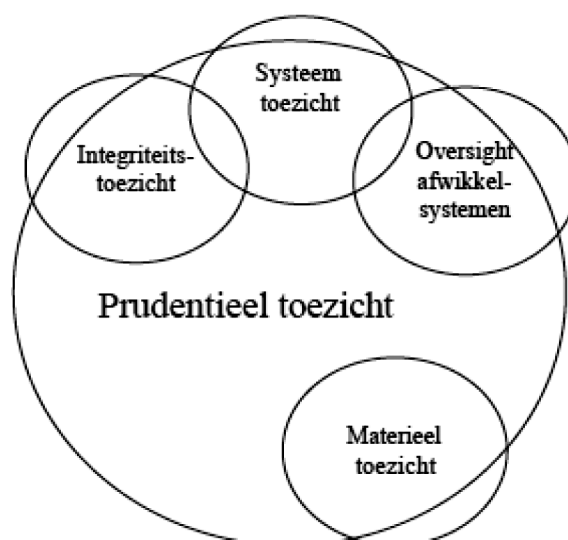 Systeem
toezicht
Integriteits-
toezicht
Oversight
afwikkel-
systemen
Prudentieel toezicht
Materieel
toezicht